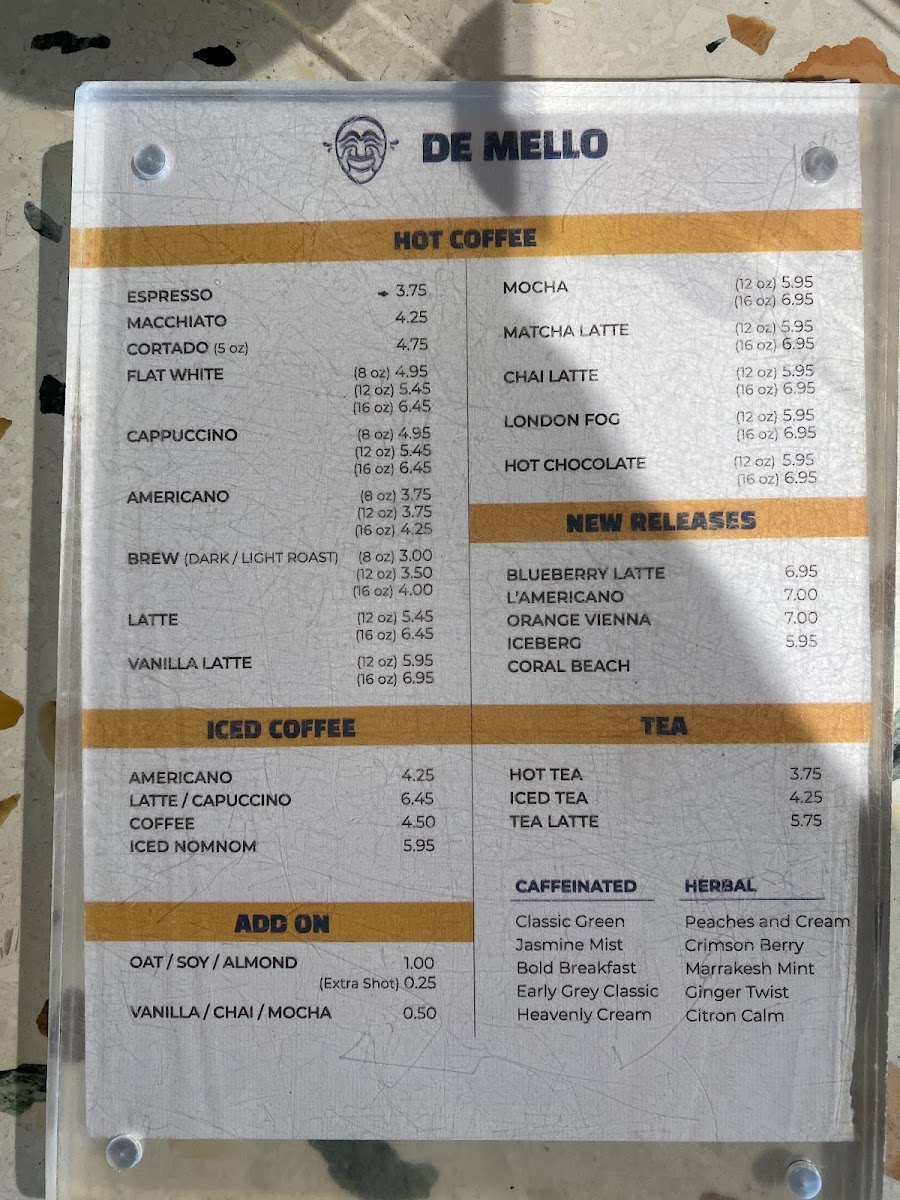 DE MELLO
HOT COFFEE
ESPRESSO 3.75
MACCHIATO 4.25
CORTADO (5 oz) 4.75
FLAT WHITE (8 oz) 4.95
(12 oz) 5.45
(16 oz) 6.45
CAPPUCCINO (8 oz) 4.95
(12 oz) 5.45
(16 oz) 6.45
AMERICANO (8 oz) 3.75
(12 oz) 3.75
(16 oz) 4.25
BREW (DARK / LIGHT ROAST) (8 oz) 3.00
(12 oz) 3.50
(16 oz) 4.00
LATTE (12 oz) 5.45
(16 oz) 6.45
VANILLA LATTE (12 oz) 5.95
(16 oz) 6.95
MOCHA (12 oz) 5.95
(16 oz) 6.95
MATCHA LATTE (12 oz) 5.95
(16 oz) 6.95
CHAI LATTE (12 oz) 5.95
(16 oz) 6.95
LONDON FOG (12 oz) 5.95
(16 oz) 6.95
HOT CHOCOLATE (12 oz) 5.95
(16 oz) 6.95
NEW RELEASES
BLUEBERRY LATTE 6.95
L'AMERICANO 7.00
ORANGE VIENNA 7.00
ICEBERG 5.95
CORAL BEACH
ICED COFFEE
AMERICANO 4.25
LATTE / CAPUCCINO 6.45
COFFEE 4.50
ICED NOMNOM 5.95
ADD ON
OAT / SOY / ALMOND 1.00
(Extra Shot) 0.25
VANILLA / CHAI / MOCHA 0.50
TEA
HOT TEA 3.75
ICED TEA 4.25
TEA LATTE 5.75
CAFFEINATED
Classic Green
Jasmine Mist
Bold Breakfast
Early Grey Classic
Heavenly Cream
HERBAL
Peaches and Cream
Crimson Berry
Marrakesh Mint
Ginger Twist
Citron Calm